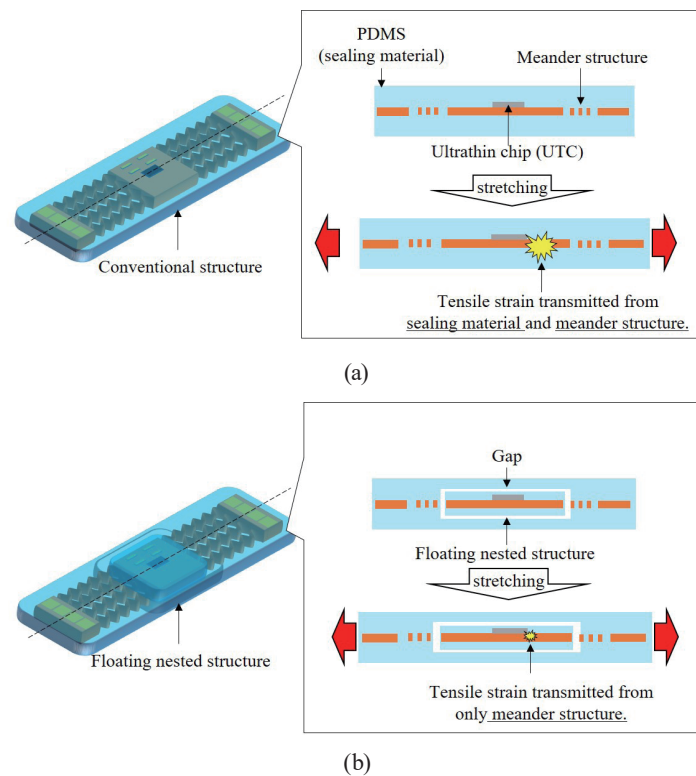 PDMS
(sealing material)
Meander structure
Ultrathin chip (UTC)
stretching
Conventional structure
Tensile strain transmitted from
sealing material and meander structure.
(a)
Gap
Floating nested structure
stretching
Floating nested structure
Tensile strain transmitted from
only meander structure.
(b)